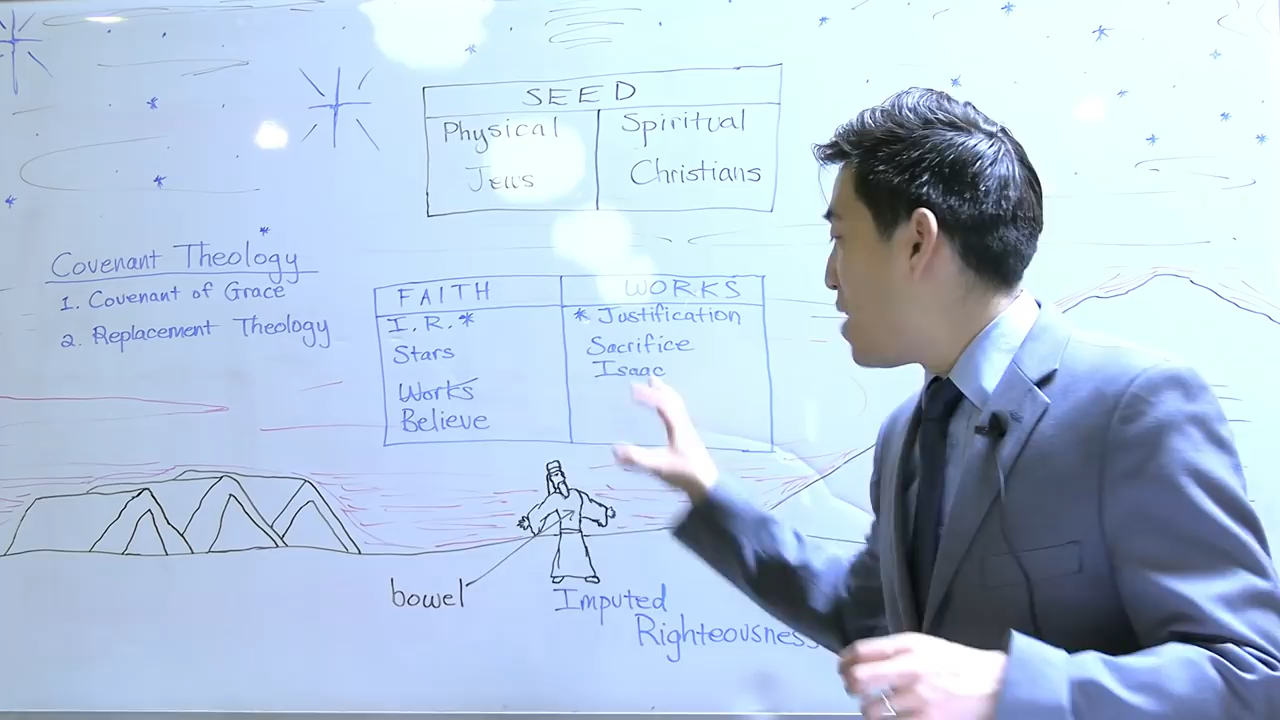 SEED
Physical
Spiritual
Jews
Christians
Covenant Theology
1. Covenant of Grace
2. Replacement Theology
FAITH
WORKS
I. R. *
* Justification
Stars
Sacrifice
Isaac
Works
Believe
bowel
Imputed
Righteousness